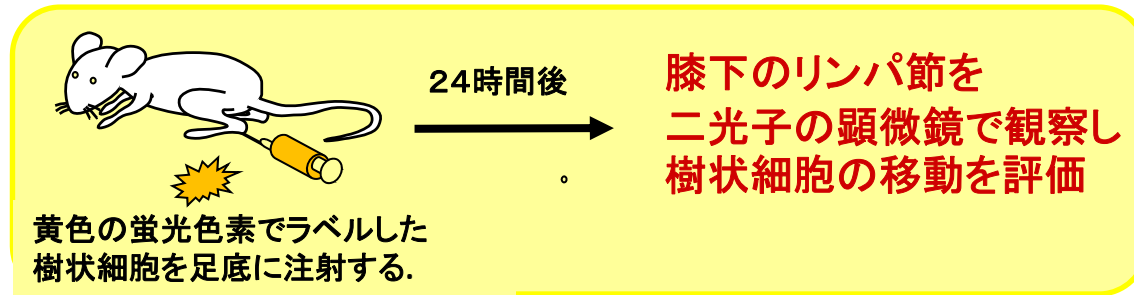 24時間後
膝下のリンパ節を
二光子の顕微鏡で観察し
樹状細胞の移動を評価
。
黄色の蛍光色素でラベルした
樹状細胞を足底に注射する.